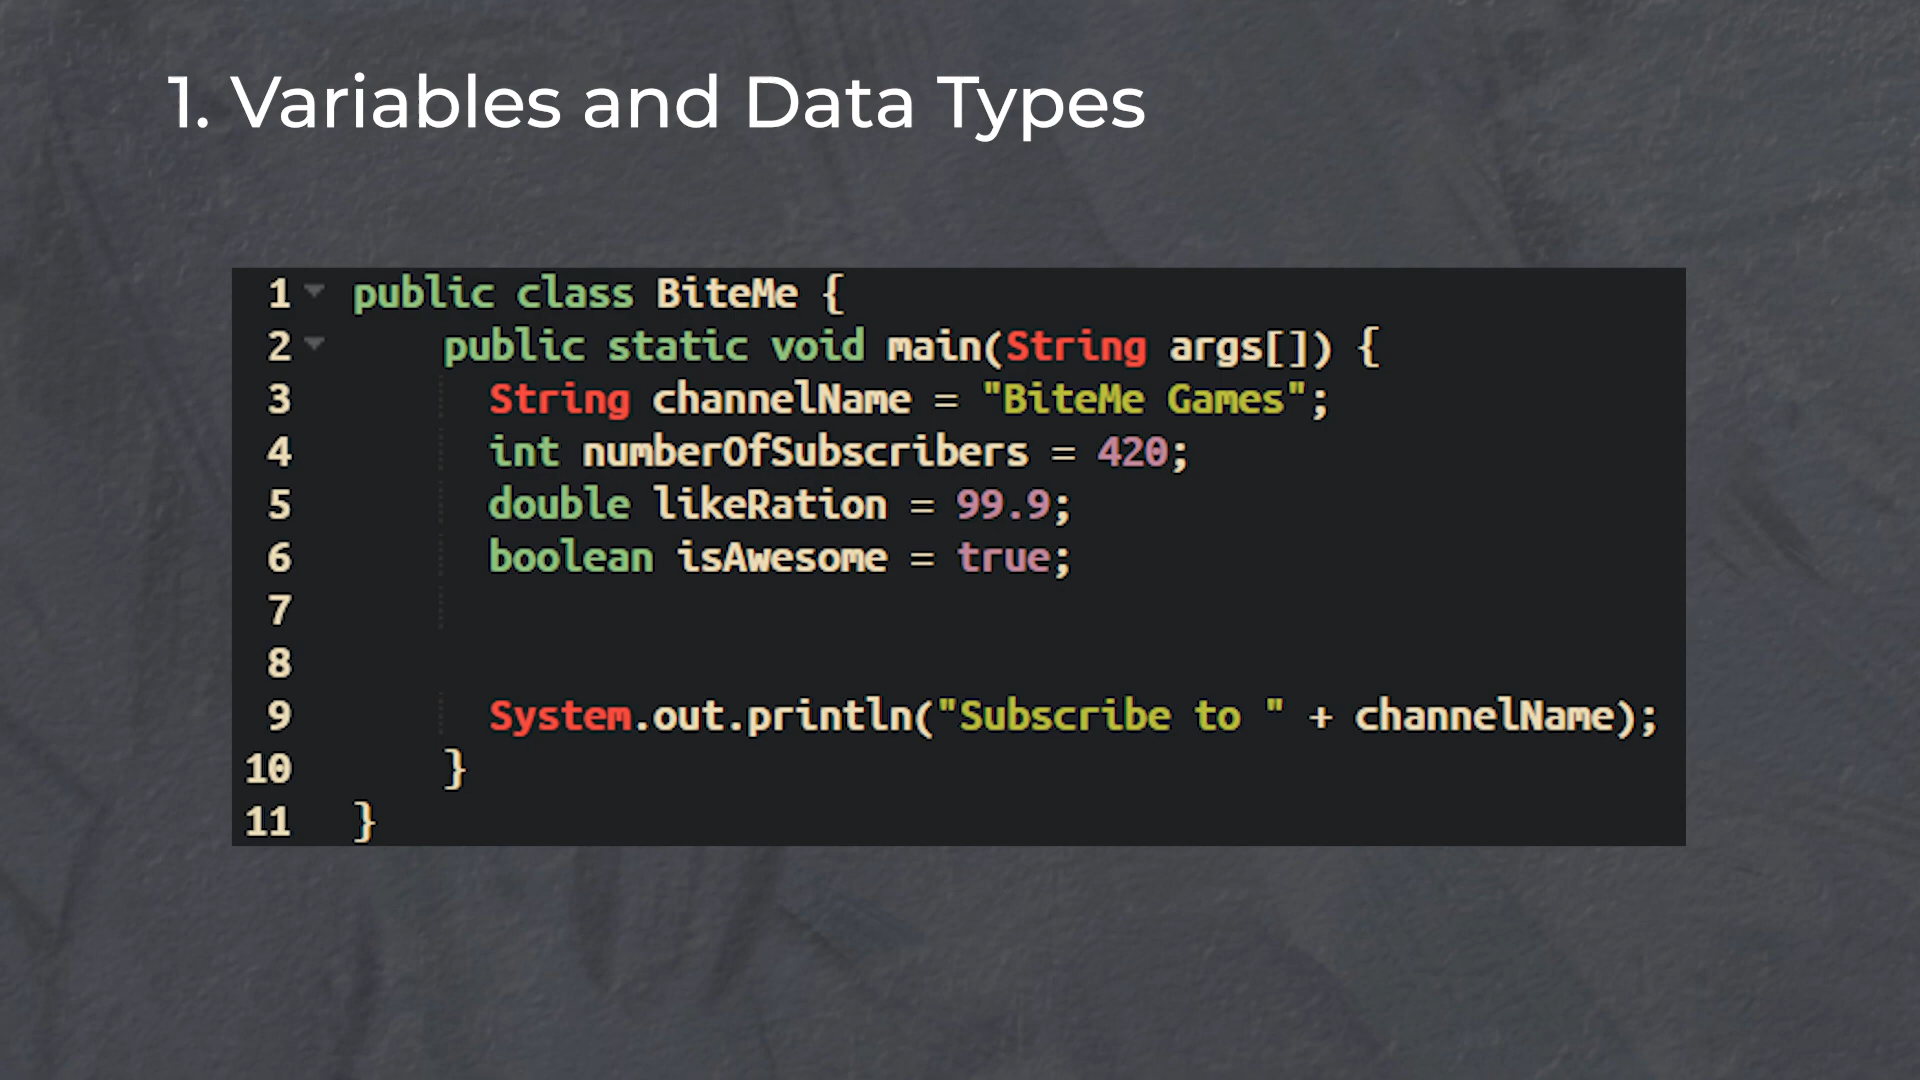 1. Variables and Data Types
1 public class BiteMe {
2 public static void main(String args[]) {
3 String channelName = "BiteMe Games";
4 int numberOfSubscribers = 420;
5 double likeRation = 99.9;
6 boolean isAwesome = true;
7
8
9 System.out.println("Subscribe to " + channelName);
10 }
11 }